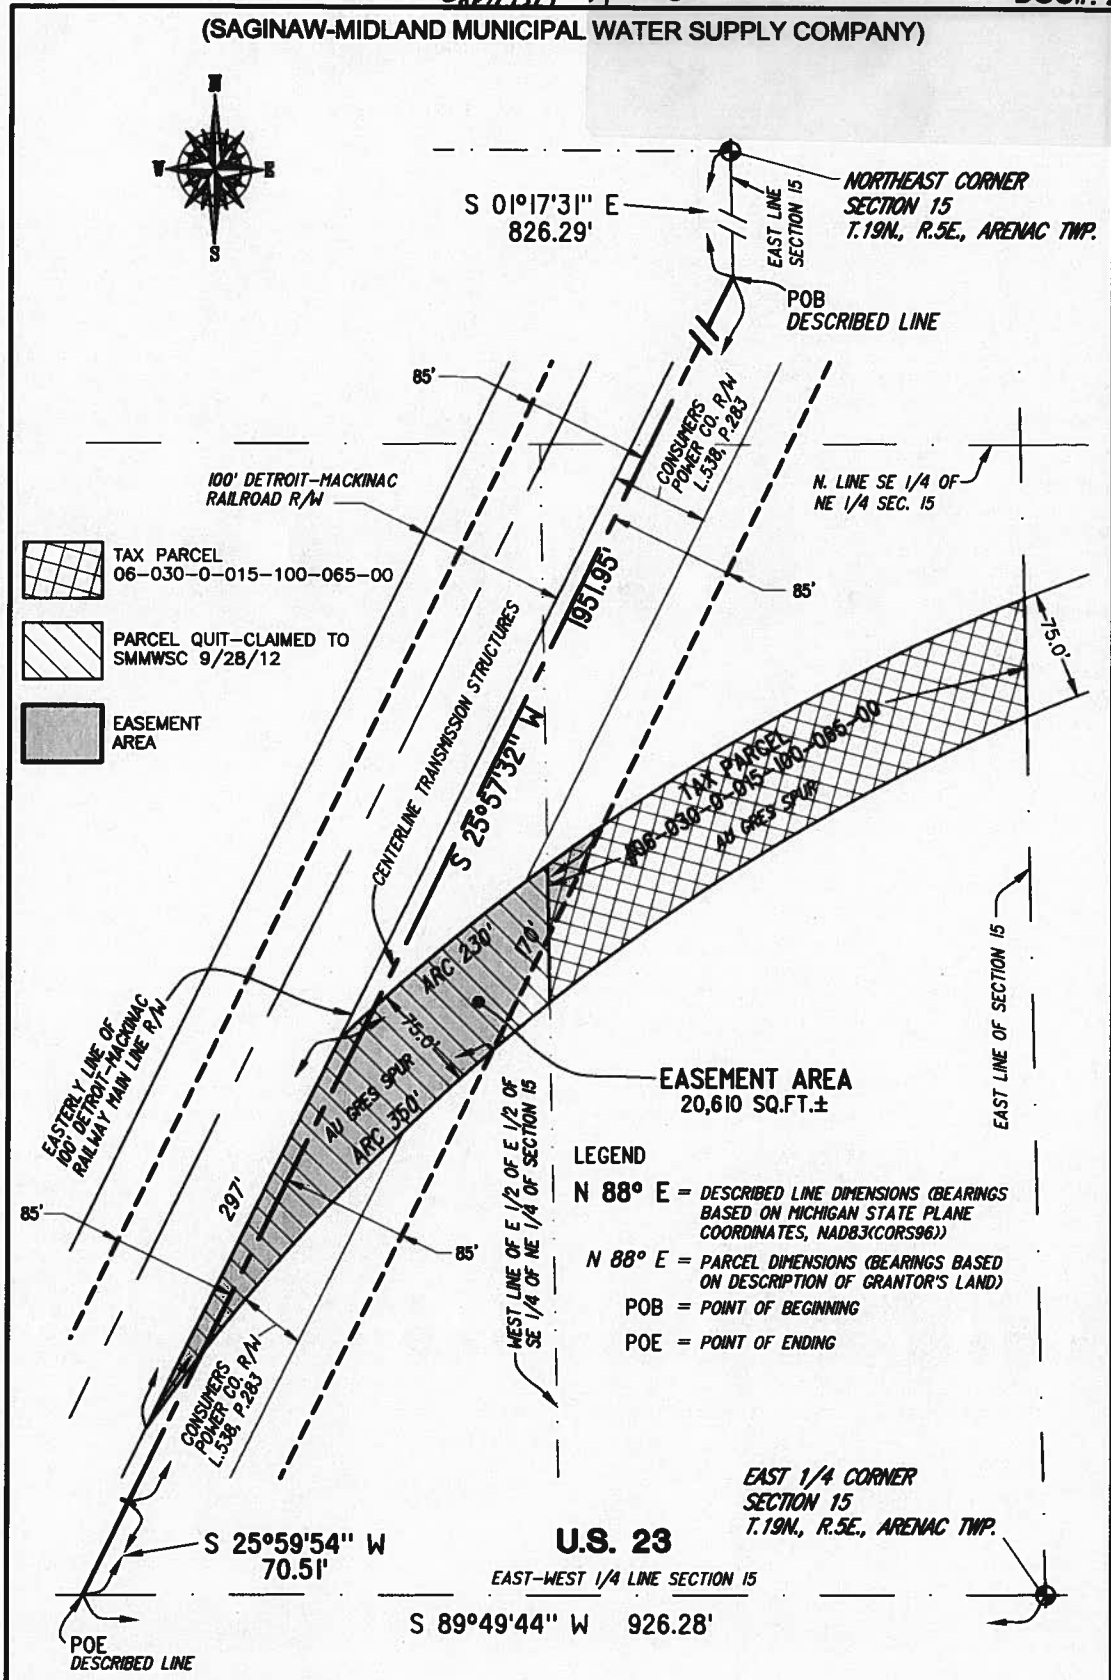 (SAGINAW-MIDLAND MUNICIPAL WATER SUPPLY COMPANY)
N
W
E
S
S 01°17'31" E
826.29'
EAST LINE
SECTION 15
NORTHEAST CORNER
SECTION 15
T.19N., R.5E., ARENAC TWP.
POB
DESCRIBED LINE
85'
CONSUMERS
POWER CO. R/W
L.538, P.283
100' DETROIT-MACKINAC
RAILROAD R/W
N. LINE SE 1/4 OF
NE 1/4 SEC. 15
TAX PARCEL
06-030-0-015-100-065-00
PARCEL QUIT-CLAIMED TO
SMMWSC 9/28/12
EASEMENT
AREA
1951.95'
85'
75.0'
CENTERLINE TRANSMISSION STRUCTURES
S 25°57'32" W
TAX PARCEL
#06-030-0-015-100-065-00
AU GRES SPUR
ARC 230'
170'
75.0'
AU GRES SPUR
ARC 350'
EAST LINE OF SECTION 15
EASTERLY LINE OF
100' DETROIT-MACKINAC
RAILWAY MAIN LINE R/W
EASEMENT AREA
20,610 SQ.FT.±
WEST LINE OF E 1/2 OF E 1/2 OF
SE 1/4 OF NE 1/4 OF SECTION 15
297'
85'
85'
LEGEND
N 88° E = DESCRIBED LINE DIMENSIONS (BEARINGS
BASED ON MICHIGAN STATE PLANE
COORDINATES, NAD83(CORS96))
N 88° E = PARCEL DIMENSIONS (BEARINGS BASED
ON DESCRIPTION OF GRANTOR'S LAND)
POB = POINT OF BEGINNING
POE = POINT OF ENDING
CONSUMERS
POWER CO. R/W
L.538, P.283
EAST 1/4 CORNER
SECTION 15
T.19N., R.5E., ARENAC TWP.
S 25°59'54" W
70.51'
U.S. 23
EAST-WEST 1/4 LINE SECTION 15
S 89°49'44" W 926.28'
POE
DESCRIBED LINE